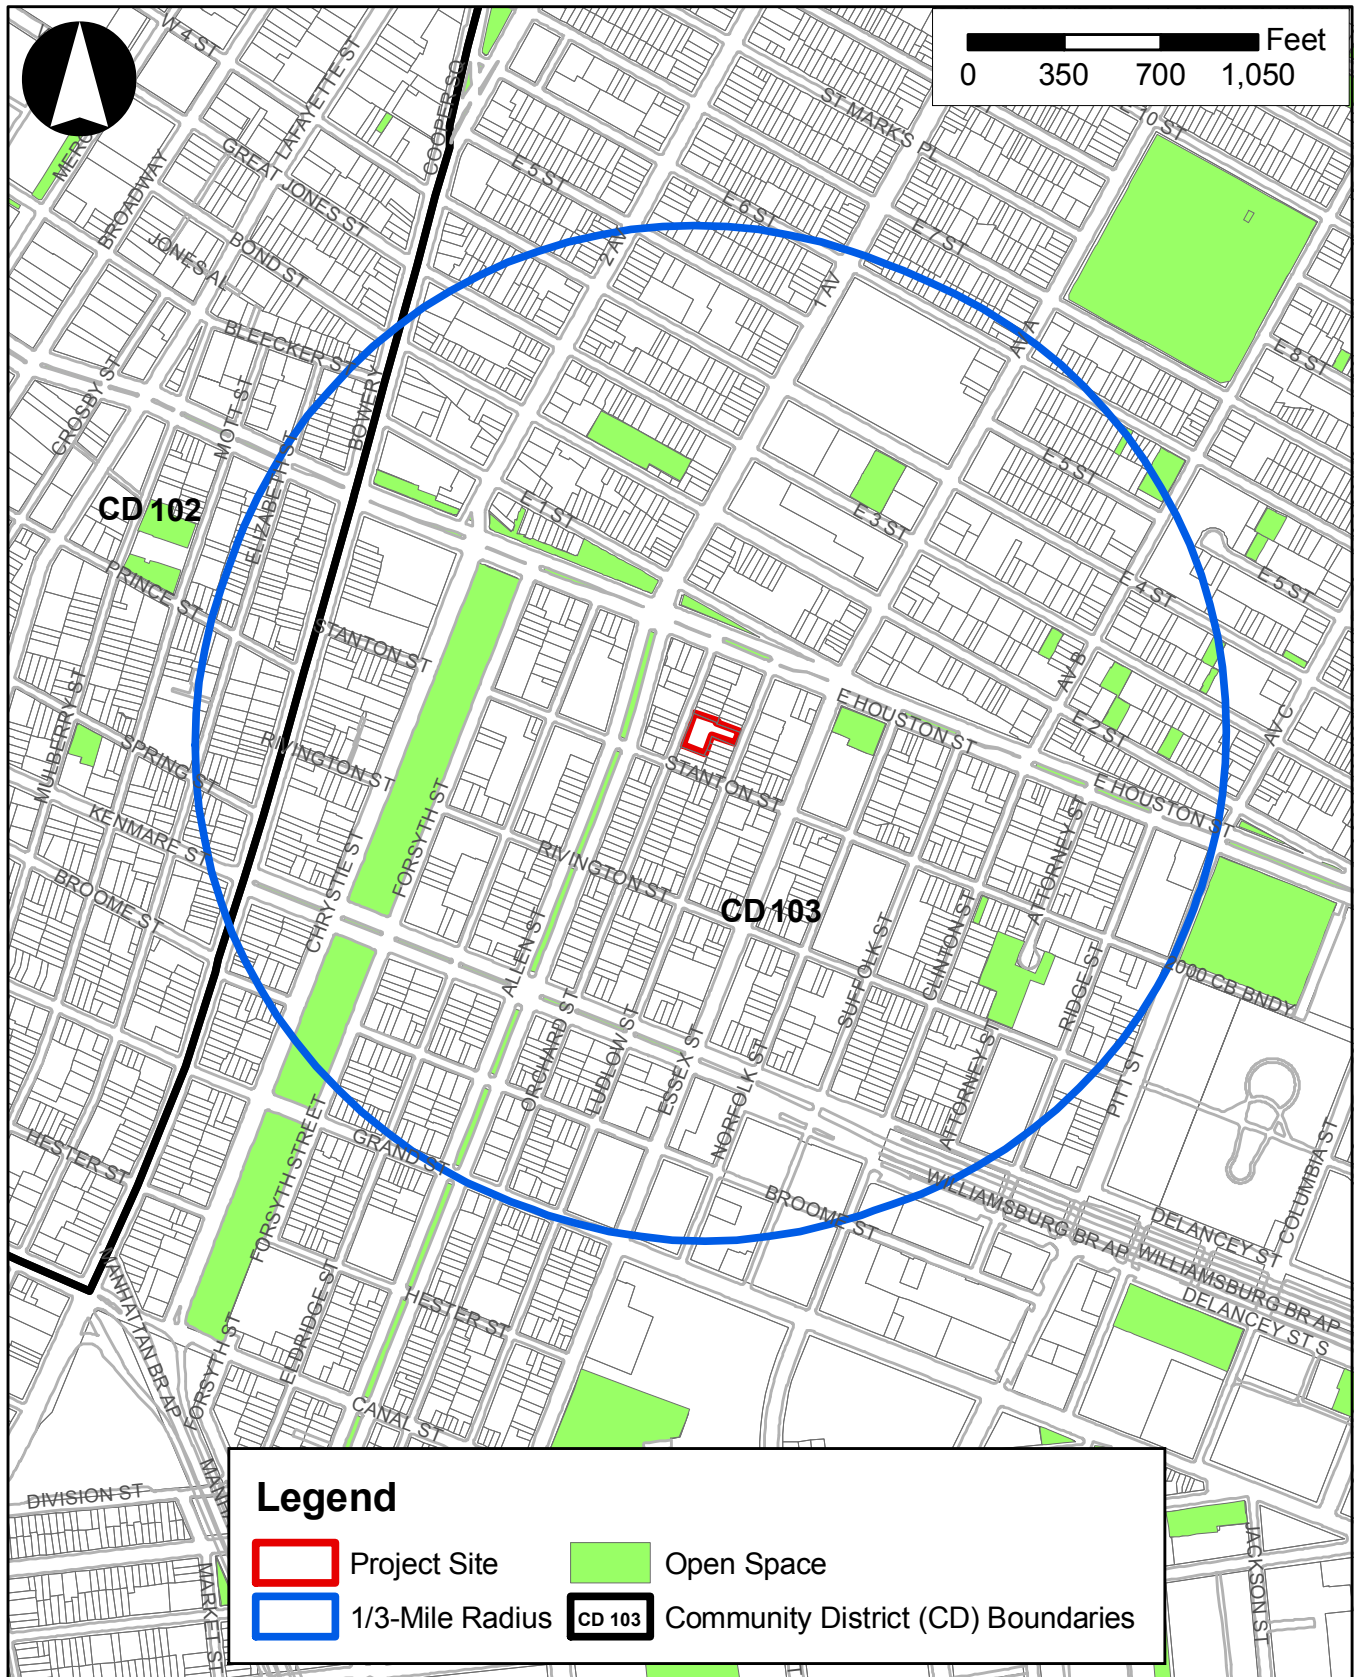 Feet
0 350 700 1,050
W 4 ST
LAFAYETTE ST
COOPER SQ
ST MARKS PL
E 10 ST
MERC
BROADWAY
GREAT JONES ST
E 5 ST
E 6 ST
E 7 ST
JONES AL
BOND ST
2 AV
1 AV
AV A
E 8 ST
BLEECKER ST
CROSBY ST
MOTT ST
BOWERY
ELIZABETH ST
E 1 ST
E 3 ST
E 5 ST
CD 102
PRINCE ST
E 4 ST
E 5 ST
STANTON ST
AV B
AV C
MULBERRY ST
SPRING ST
RIVINGTON ST
E HOUSTON ST
E 2 ST
STANTON ST
E HOUSTON ST
KENMARE ST
FORSYTH ST
ATTORNEY ST
BROOME ST
CHRYSTIE ST
RIVINGTON ST
CD 103
ALLEN ST
SUFFOLK ST
CLINTON ST
RIDGE ST
2000 CB BNDY
ORCHARD ST
LUDLOW ST
ESSEX ST
NORFOLK ST
ATTORNEY ST
PITT ST
HESTER ST
FORSYTH STREET
GRAND ST
BROOME ST
WILLIAMSBURG BR AP
DELANCEY ST
COLUMBIA ST
WILLIAMSBURG BR AP
DELANCEY ST S
MANHATTAN BR AP
FORSYTH ST
ELDRIDGE ST
HESTER ST
CANAL ST
DIVISION ST
MANH
MARKET ST
JACKSON ST
Legend
Project Site
Open Space
1/3-Mile Radius
CD 103 Community District (CD) Boundaries